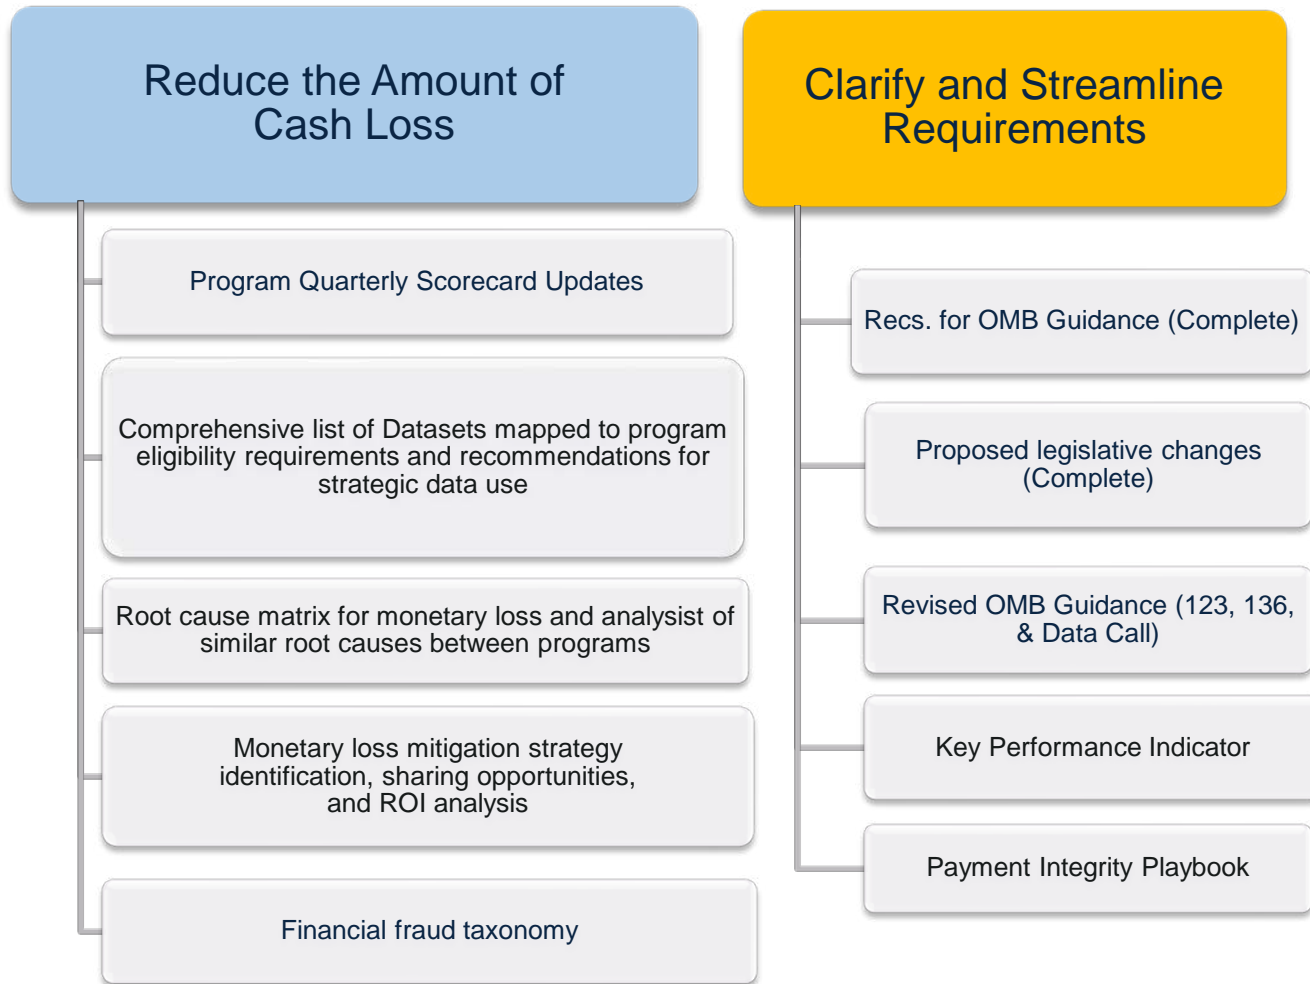 Reduce the Amount of
Cash Loss
Program Quarterly Scorecard Updates
Comprehensive list of Datasets mapped to program
eligibility requirements and recommendations for
strategic data use
Root cause matrix for monetary loss and analysist of
similar root causes between programs
Monetary loss mitigation strategy
identification, sharing opportunities,
and ROI analysis
Financial fraud taxonomy
Clarify and Streamline
Requirements
Recs. for OMB Guidance (Complete)
Proposed legislative changes
(Complete)
Revised OMB Guidance (123, 136,
& Data Call)
Key Performance Indicator
Payment Integrity Playbook